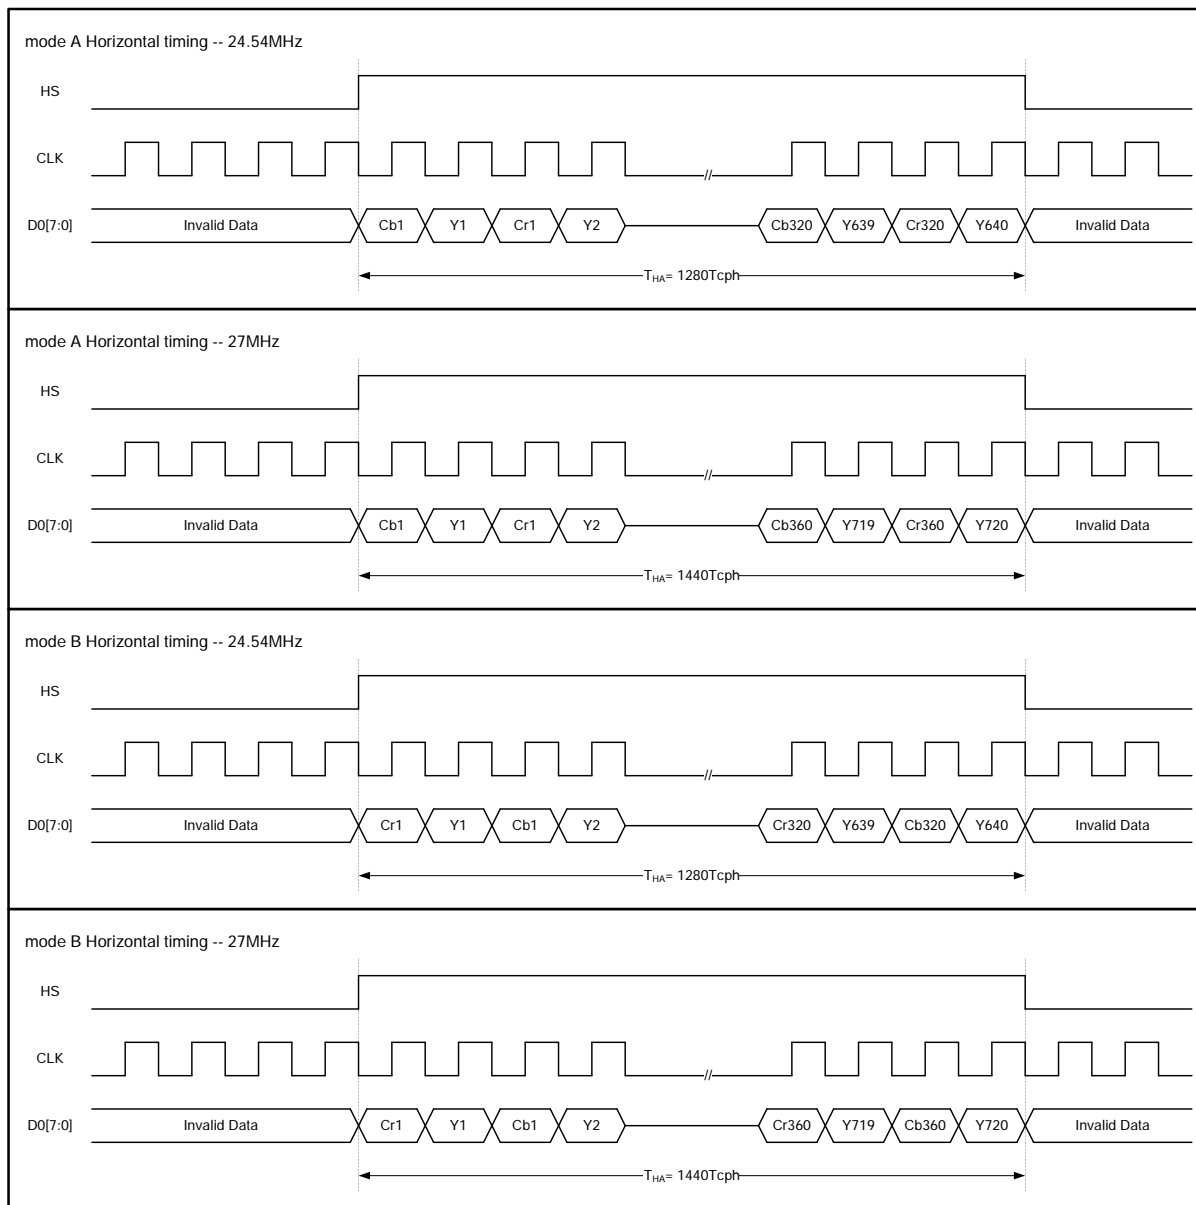 mode A Horizontal timing -- 24.54MHz
HS
CLK
//
D0[7:0] Invalid Data Cb1 Y1 Cr1 Y2 Cb320 Y639 Cr320 Y640 Invalid Data
THA= 1280Tcph
mode A Horizontal timing -- 27MHz
HS
CLK
//
D0[7:0] Invalid Data Cb1 Y1 Cr1 Y2 Cb360 Y719 Cr360 Y720 Invalid Data
THA= 1440Tcph
mode B Horizontal timing -- 24.54MHz
HS
CLK
//
D0[7:0] Invalid Data Cr1 Y1 Cb1 Y2 Cr320 Y639 Cb320 Y640 Invalid Data
THA= 1280Tcph
mode B Horizontal timing -- 27MHz
HS
CLK
//
D0[7:0] Invalid Data Cr1 Y1 Cb1 Y2 Cr360 Y719 Cb360 Y720 Invalid Data
THA= 1440Tcph